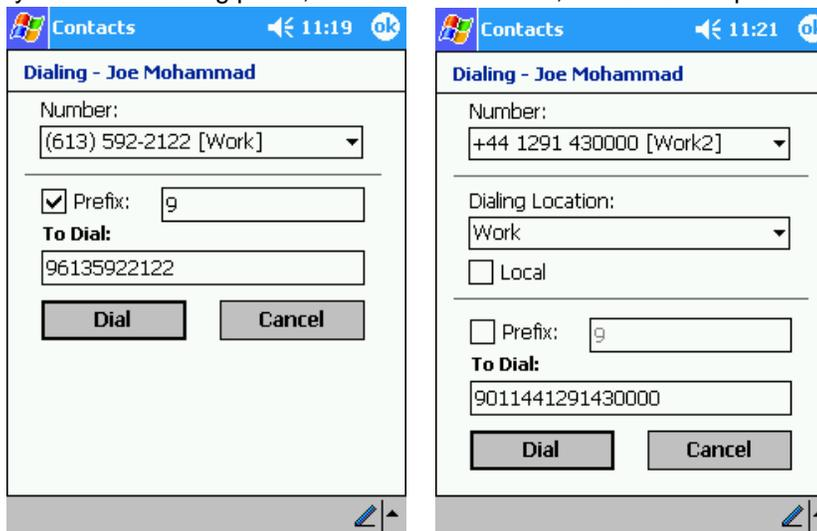 Contacts 11:19 ok
Dialing - Joe Mohammad
Number:
(613) 592-2122 [Work]
Prefix: 9
To Dial:
96135922122
Dial Cancel
Contacts 11:21
Dialing - Joe Mohammad
Number:
+44 1291 430000 [Work2]
Dialing Location:
Work
Local
Prefix: 9
To Dial:
9011441291430000
Dial Cancel